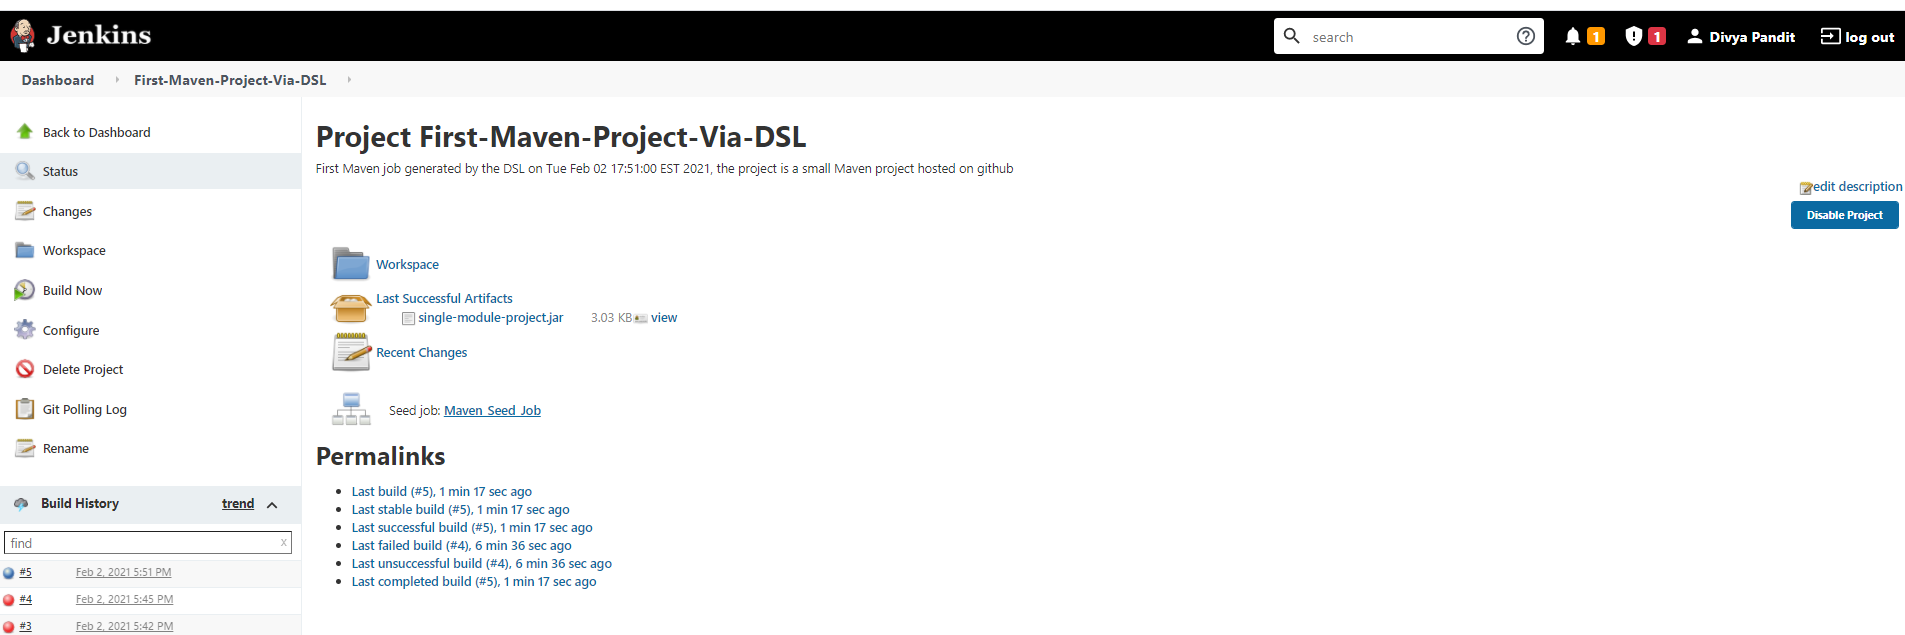 Jenkins
search
1
1
Divya Pandit
log out
Dashboard
First-Maven-Project-Via-DSL
Back to Dashboard
Status
Changes
Workspace
Build Now
Configure
Delete Project
Git Polling Log
Rename
Build History
trend
find
x
#5 Feb 2, 2021 5:51 PM
#4 Feb 2, 2021 5:45 PM
#3 Feb 2, 2021 5:42 PM
Project First-Maven-Project-Via-DSL
First Maven job generated by the DSL on Tue Feb 02 17:51:00 EST 2021, the project is a small Maven project hosted on github
edit description
Disable Project
Workspace
Last Successful Artifacts
single-module-project.jar 3.03 KB view
Recent Changes
Seed job: Maven_Seed_Job
Permalinks
Last build (#5), 1 min 17 sec ago
Last stable build (#5), 1 min 17 sec ago
Last successful build (#5), 1 min 17 sec ago
Last failed build (#4), 6 min 36 sec ago
Last unsuccessful build (#4), 6 min 36 sec ago
Last completed build (#5), 1 min 17 sec ago